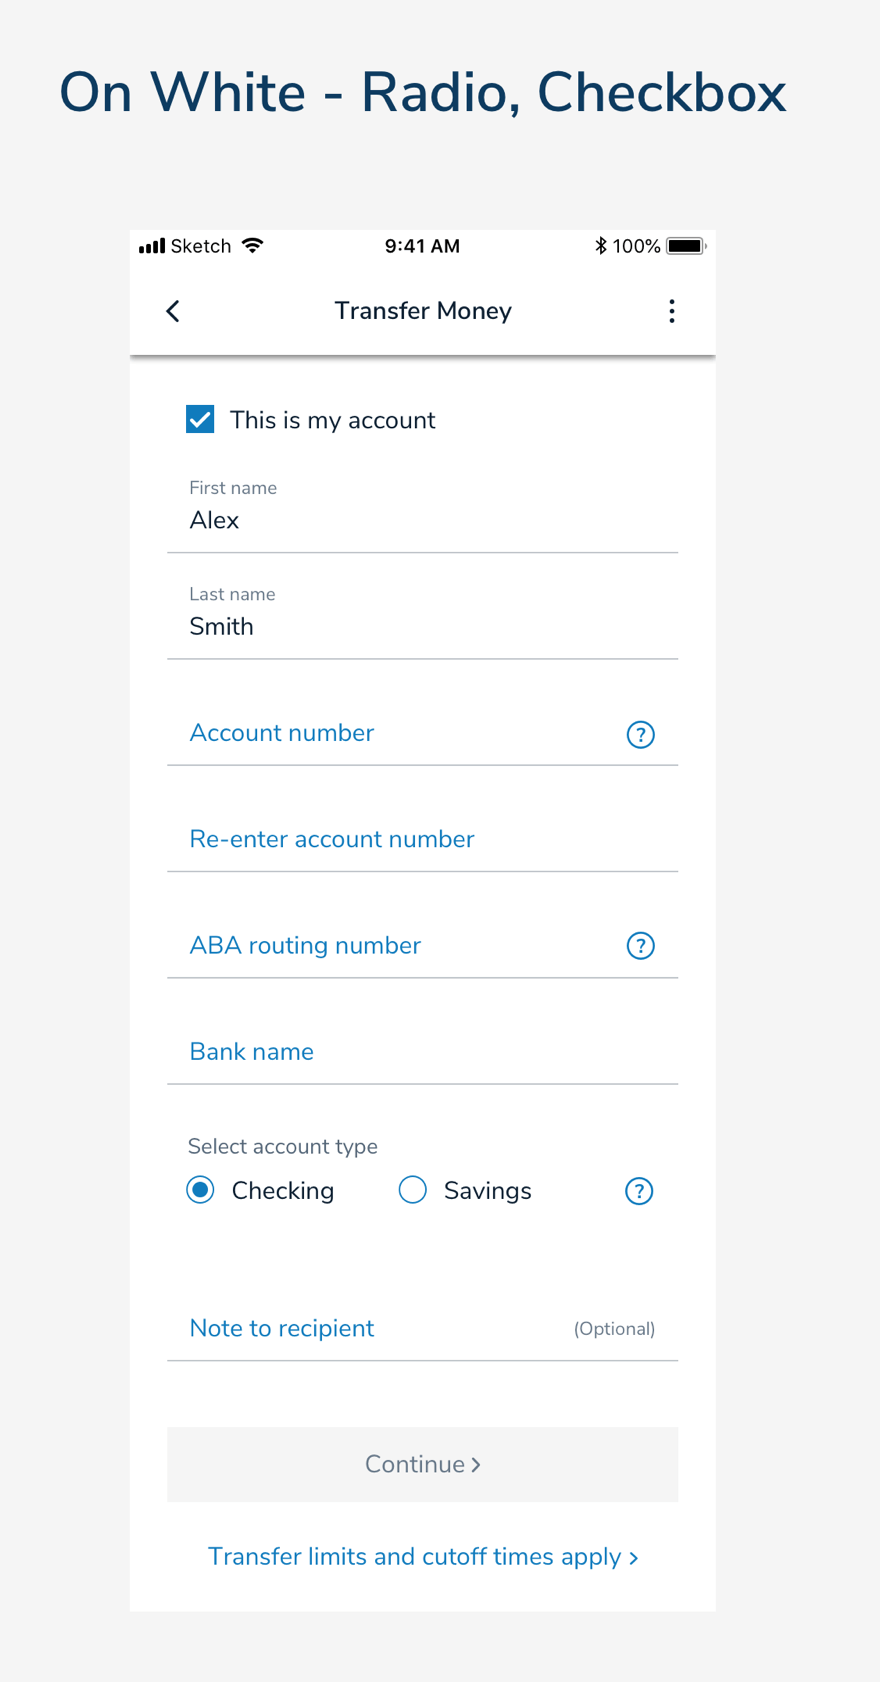 On White - Radio, Checkbox
Sketch 9:41 AM 100%
Transfer Money
This is my account
First name
Alex
Last name
Smith
Account number ?
Re-enter account number
ABA routing number ?
Bank name
Select account type
Checking Savings ?
Note to recipient (Optional)
Continue >
Transfer limits and cutoff times apply >